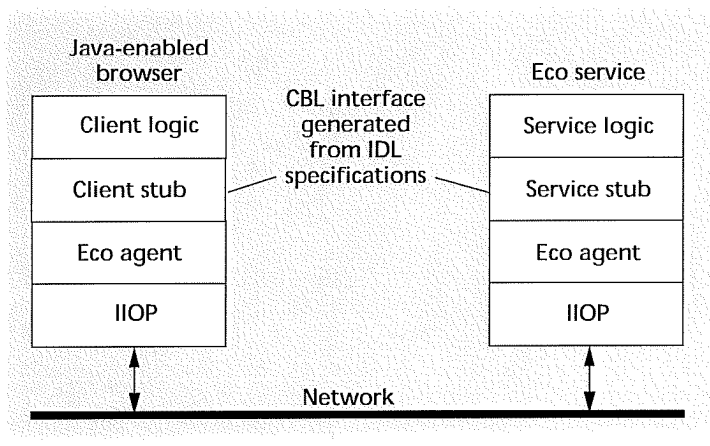 Java-enabled
browser
Client logic
Client stub
Eco agent
IIOP
CBL interface
generated
from IDL
specifications
Eco service
Service logic
Service stub
Eco agent
IIOP
Network